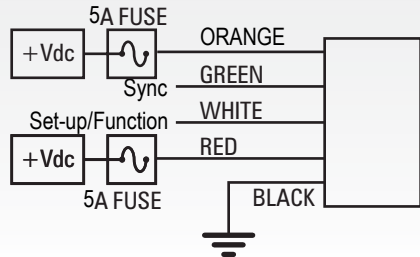 5A FUSE
+Vdc
ORANGE
GREEN
Sync
WHITE
Set-up/Function
+Vdc
RED
5A FUSE
BLACK